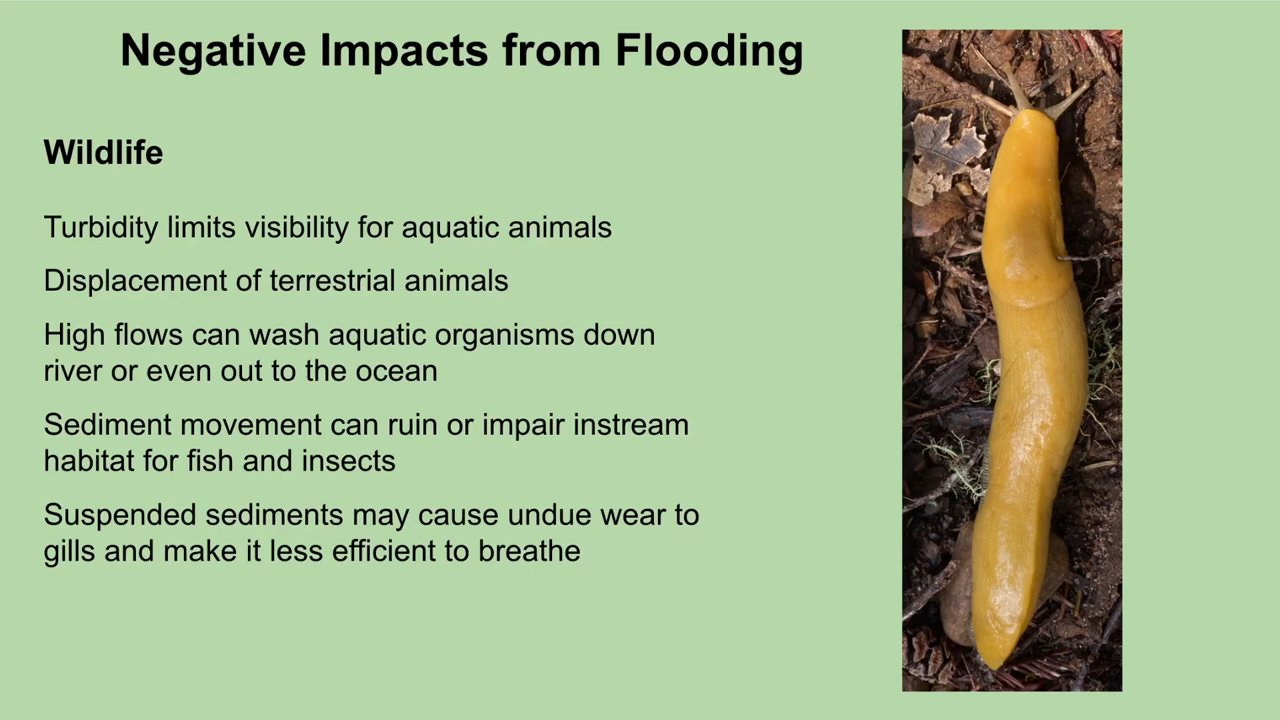 Negative Impacts from Flooding
Wildlife
Turbidity limits visibility for aquatic animals
Displacement of terrestrial animals
High flows can wash aquatic organisms down
river or even out to the ocean
Sediment movement can ruin or impair instream
habitat for fish and insects
Suspended sediments may cause undue wear to
gills and make it less efficient to breathe